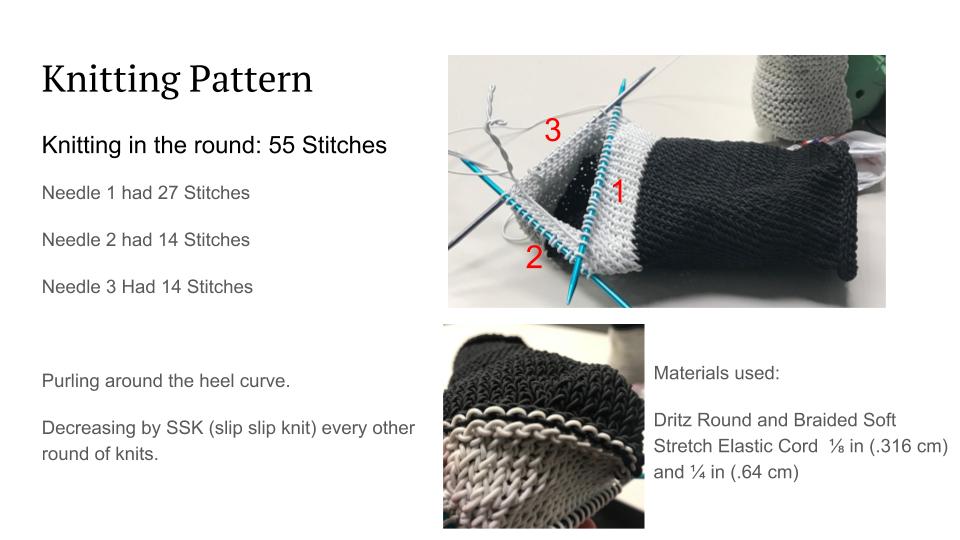 Knitting Pattern
Knitting in the round: 55 Stitches
Needle 1 had 27 Stitches
Needle 2 had 14 Stitches
Needle 3 Had 14 Stitches
Purling around the heel curve.
Decreasing by SSK (slip slip knit) every other
round of knits.
3
1
2
Materials used:
Dritz Round and Braided Soft
Stretch Elastic Cord ⅛ in (.316 cm)
and ¼ in (.64 cm)